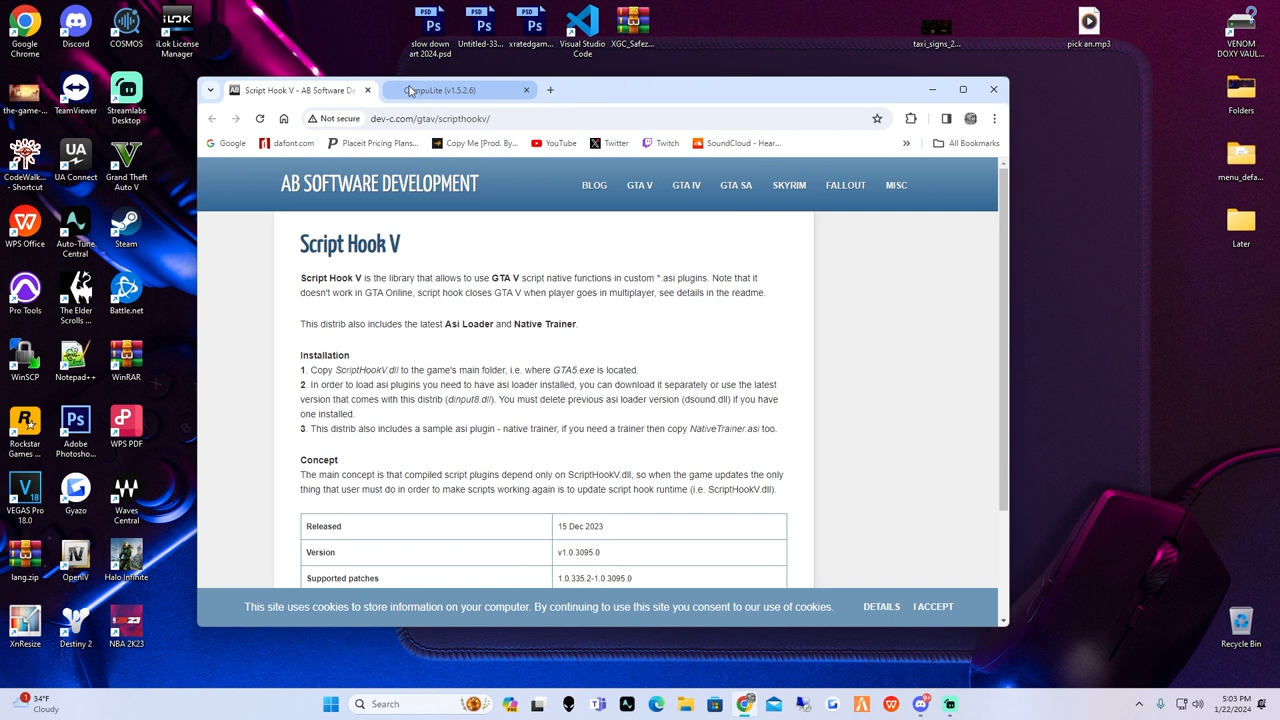 Google Chrome
Discord
COSMOS
iLOK
iLok License Manager
PSD
Ps
slow down art 2024.psd
PSD
Ps
Untitled-33...
PSD
Ps
xratedgam...
Visual Studio Code
XGC_Safez...
taxi_signs_2...
pick an.mp3
VENOM DOXY VAUL...
the-game-...
TeamViewer
Streamlabs Desktop
Folders
CodeWalk... - Shortcut
UA
UA Connect
Grand Theft Auto V
menu_defa...
WPS Office
Auto-Tune Central
Steam
Later
Pro Tools
The Elder Scrolls ...
Battle.net
WinSCP
Notepad++
WinRAR
Rockstar Games ...
Ps
Adobe Photosho...
WPS PDF
V
18
VEGAS Pro 18.0
Gyazo
Waves Central
lang.zip
OpenIV
Halo Infinite
XnResize
Destiny 2
NBA 2K23
Recycle Bin
AB Script Hook V - AB Software De
mpuLite (v1.5.2.6)
Not secure dev-c.com/gtav/scripthookv/
Google dafont.com Placeit Pricing Plans... Copy Me [Prod. By... YouTube Twitter Twitch SoundCloud - Hear... » All Bookmarks
AB SOFTWARE DEVELOPMENT
BLOG GTA V GTA IV GTA SA SKYRIM FALLOUT MISC
Script Hook V
Script Hook V is the library that allows to use GTA V script native functions in custom *.asi plugins. Note that it
doesn't work in GTA Online, script hook closes GTA V when player goes in multiplayer, see details in the readme.
This distrib also includes the latest Asi Loader and Native Trainer.
Installation
1. Copy ScriptHookV.dll to the game's main folder, i.e. where GTA5.exe is located.
2. In order to load asi plugins you need to have asi loader installed, you can download it separately or use the latest
version that comes with this distrib (dinput8.dll). You must delete previous asi loader version (dsound.dll) if you have
one installed.
3. This distrib also includes a sample asi plugin - native trainer, if you need a trainer then copy NativeTrainer.asi too.
Concept
The main concept is that compiled script plugins depend only on ScriptHookV.dll, so when the game updates the only
thing that user must do in order to make scripts working again is to update script hook runtime (i.e. ScriptHookV.dll).
Released 15 Dec 2023
Version v1.0.3095.0
Supported patches 1.0.335.2-1.0.3095.0
This site uses cookies to store information on your computer. By continuing to use this site you consent to our use of cookies. DETAILS I ACCEPT
1
34°F
Cloudy
Search
5:03 PM
1/22/2024